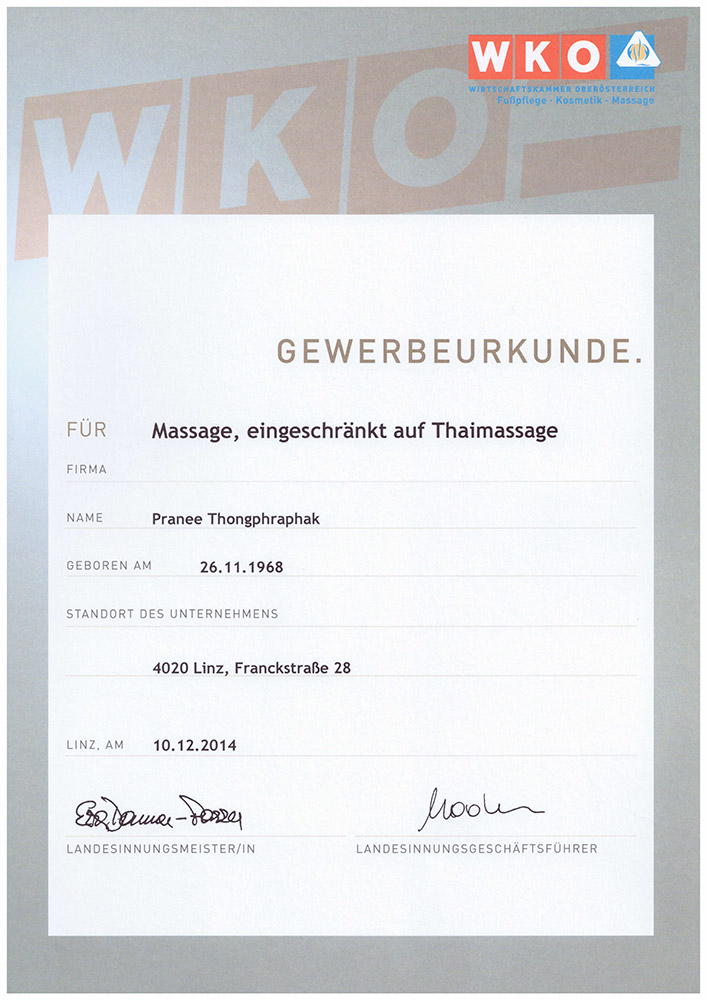 WKO
WKO
WIRTSCHAFTSKAMMER OBERÖSTERREICH
Fußpflege · Kosmetik · Massage
GEWERBEURKUNDE.
FÜR Massage, eingeschränkt auf Thaimassage
FIRMA
NAME Pranee Thongphraphak
GEBOREN AM 26.11.1968
STANDORT DES UNTERNEHMENS
4020 Linz, Franckstraße 28
LINZ, AM 10.12.2014
LANDESINNUNGSMEISTER/IN LANDESINNUNGSGESCHÄFTSFÜHRER